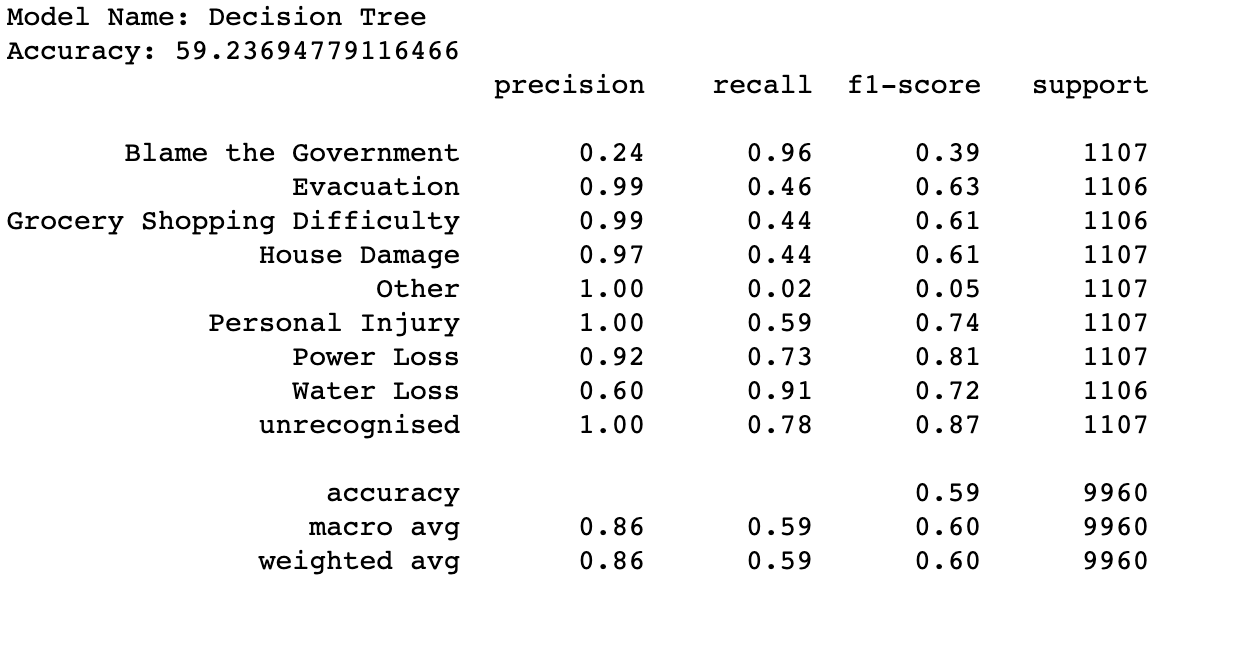 Model Name: Decision Tree
Accuracy: 59.23694779116466
precision recall f1-score support
Blame the Government 0.24 0.96 0.39 1107
Evacuation 0.99 0.46 0.63 1106
Grocery Shopping Difficulty 0.99 0.44 0.61 1106
House Damage 0.97 0.44 0.61 1107
Other 1.00 0.02 0.05 1107
Personal Injury 1.00 0.59 0.74 1107
Power Loss 0.92 0.73 0.81 1107
Water Loss 0.60 0.91 0.72 1106
unrecognised 1.00 0.78 0.87 1107
accuracy 0.59 9960
macro avg 0.86 0.59 0.60 9960
weighted avg 0.86 0.59 0.60 9960